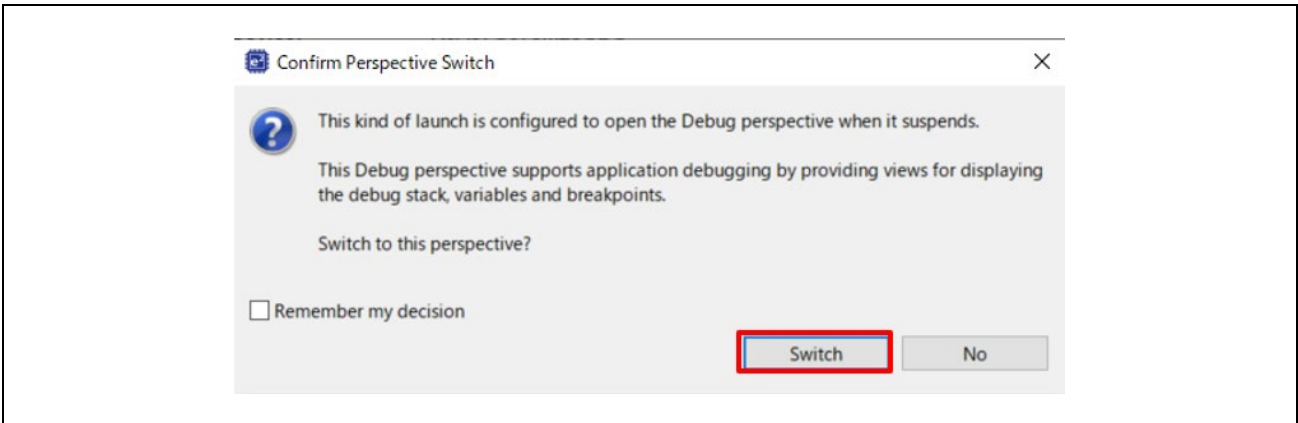 Confirm Perspective Switch
This kind of launch is configured to open the Debug perspective when it suspends.
This Debug perspective supports application debugging by providing views for displaying
the debug stack, variables and breakpoints.
Switch to this perspective?
Remember my decision
Switch
No